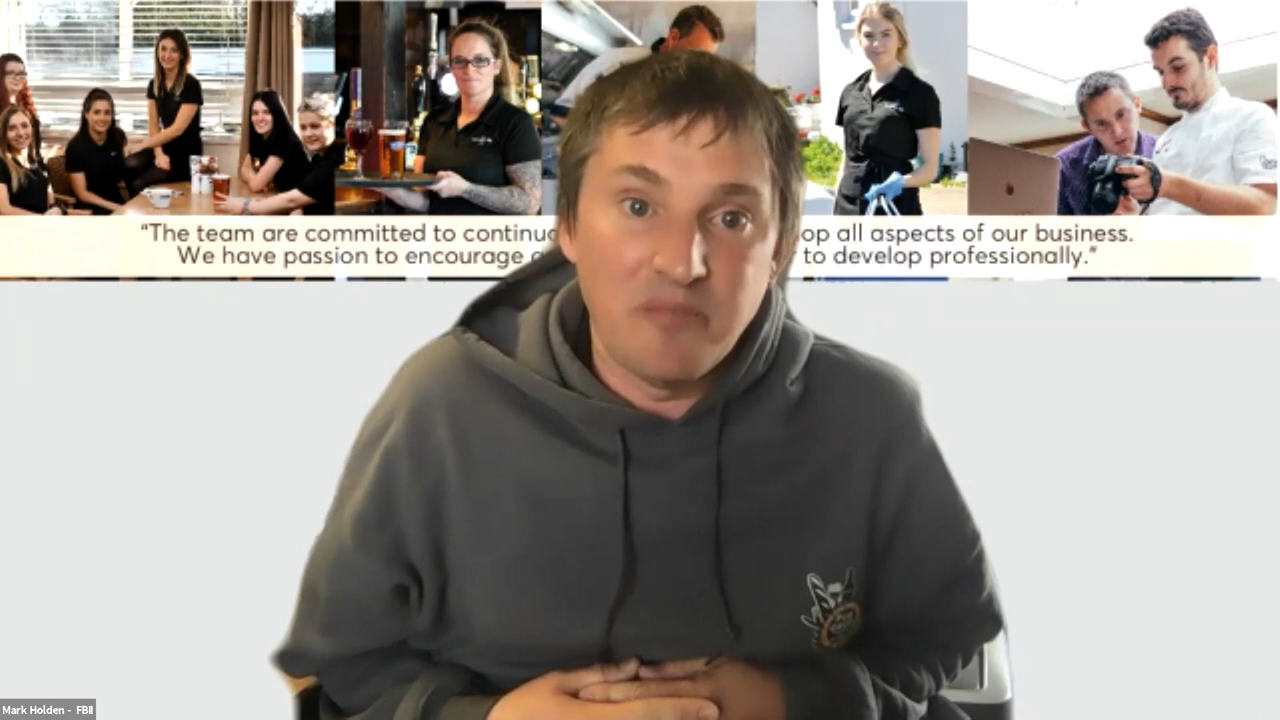 "The team are committed to op all aspects of our business.
We have passion to encourage to develop professionally."
Mark Holden - FBII